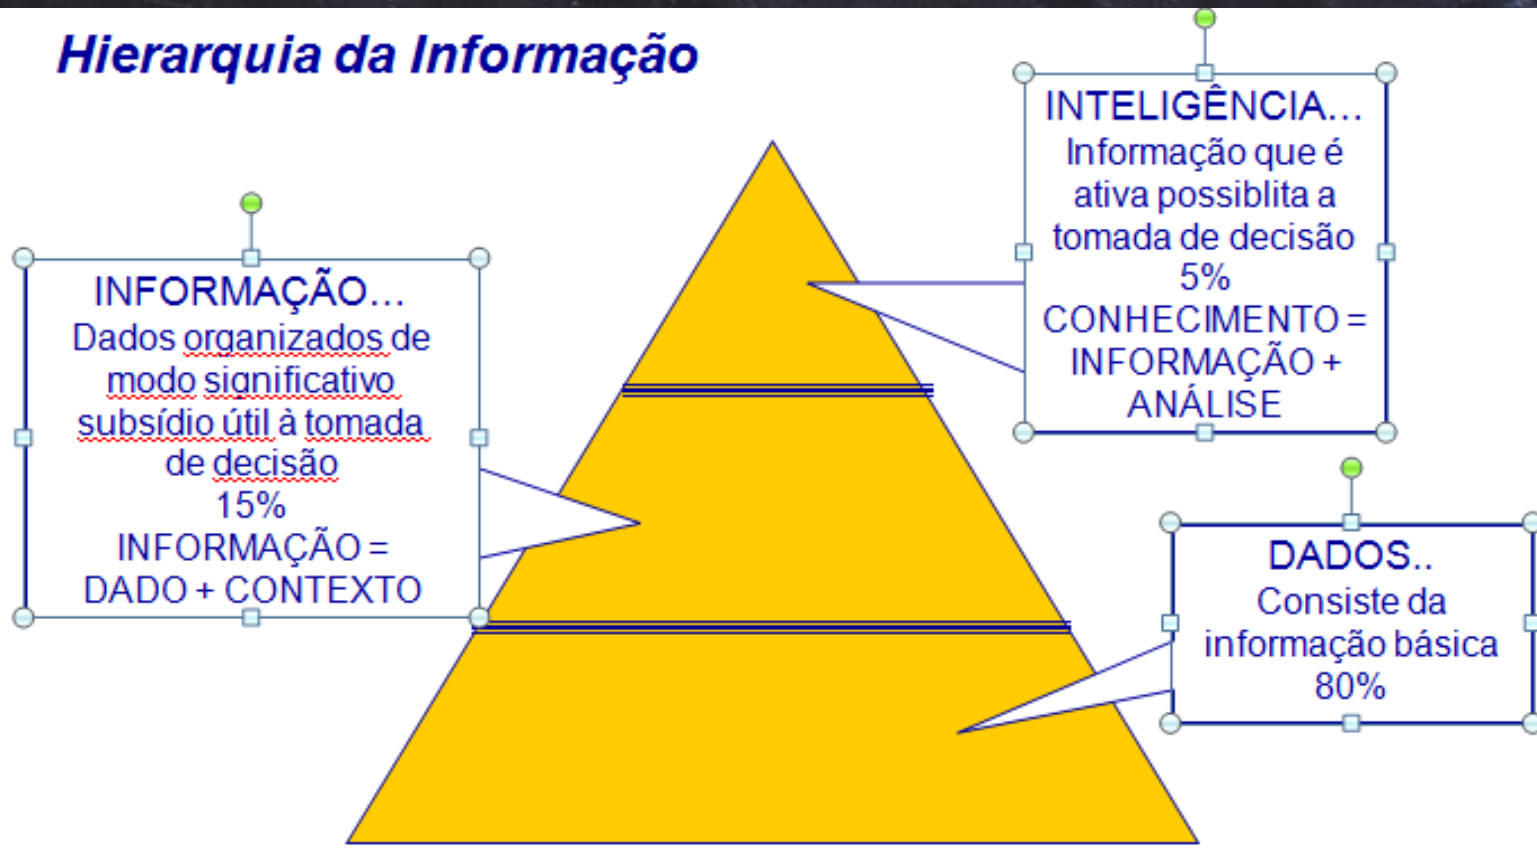 Hierarquia da Informação
INTELIGÊNCIA...
Informação que é
ativa possiblita a
tomada de decisão
5%
CONHECIMENTO =
INFORMAÇÃO +
ANÁLISE
INFORMAÇÃO...
Dados organizados de
modo significativo
subsídio útil à tomada
de decisão
15%
INFORMAÇÃO =
DADO + CONTEXTO
DADOS..
Consiste da
informação básica
80%